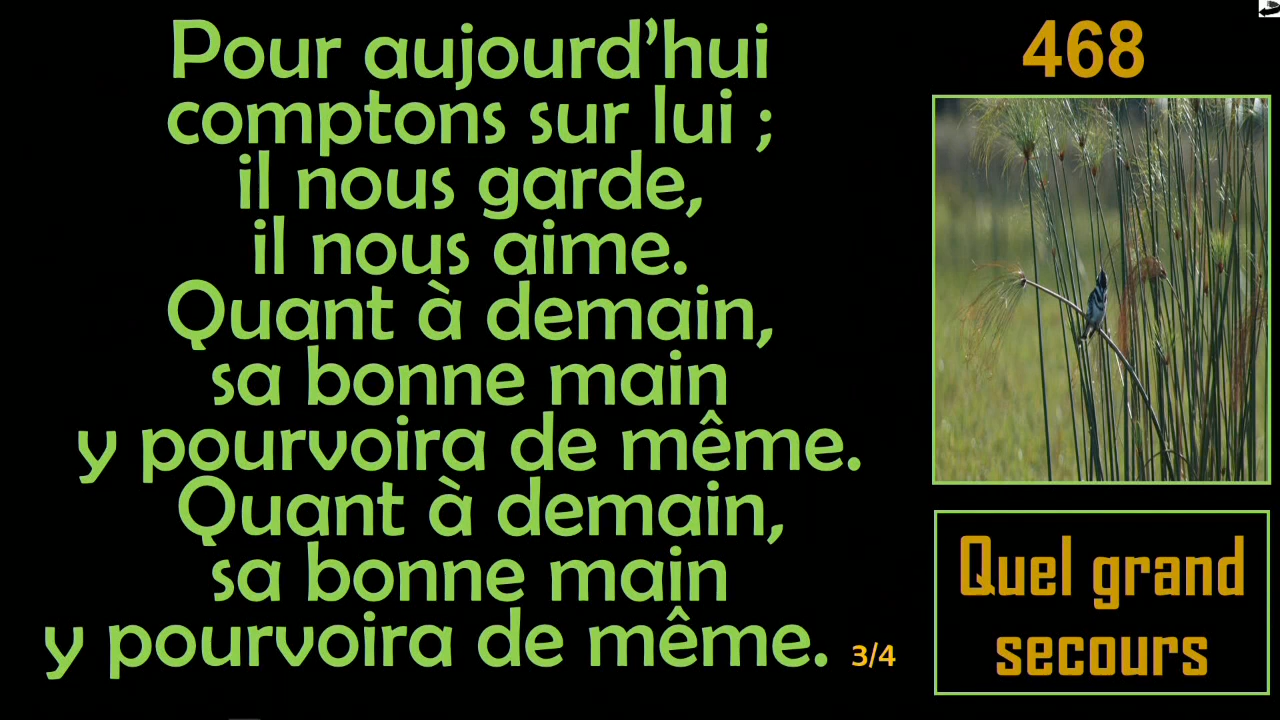 Pour aujourd’hui
comptons sur lui ;
il nous garde,
il nous aime.
Quant à demain,
sa bonne main
y pourvoira de même.
Quant à demain,
sa bonne main
y pourvoira de même.
3/4
468
Quel grand
secours